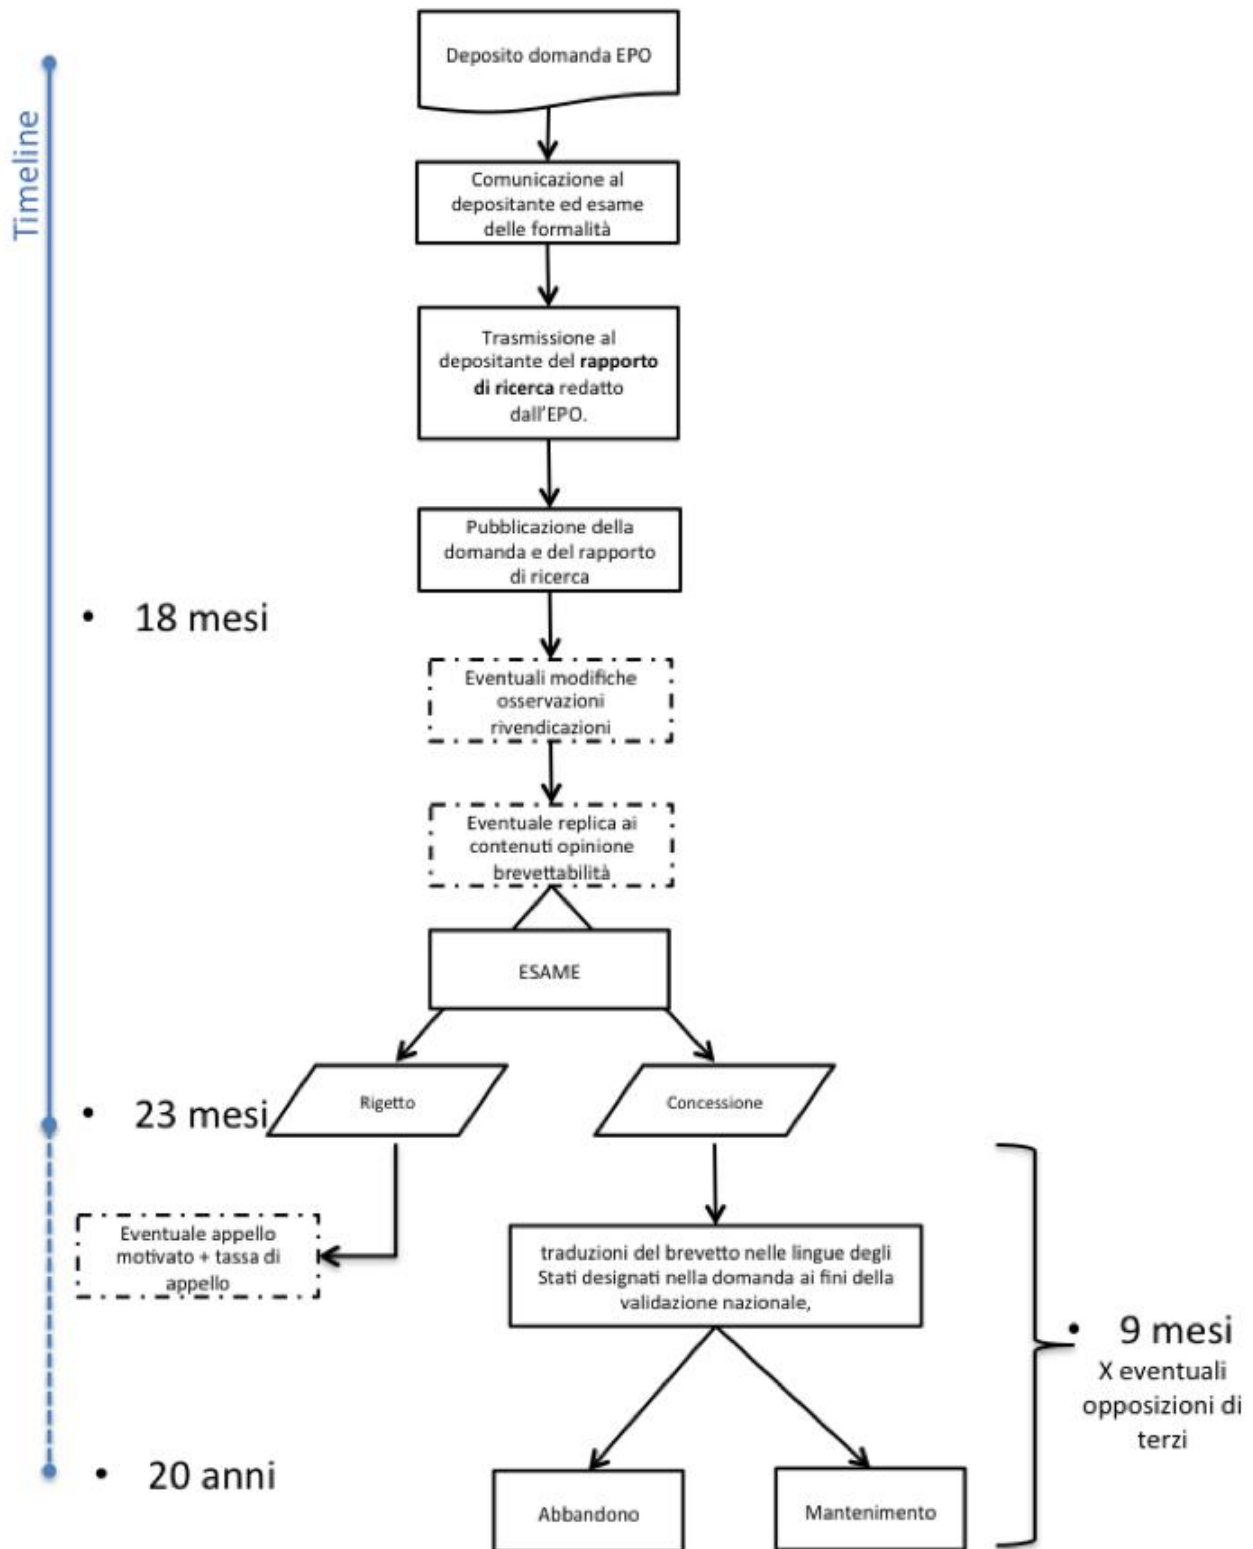 Timeline
Deposito domanda EPO
Comunicazione al
depositante ed esame
delle formalità
Trasmissione al
depositante del rapporto
di ricerca redatto
dall'EPO.
Pubblicazione della
domanda e del rapporto
di ricerca
• 18 mesi
Eventuali modifiche
osservazioni
rivendicazioni
Eventuale replica ai
contenuti opinione
brevettabilità
ESAME
• 23 mesi
Rigetto
Concessione
Eventuale appello
motivato + tassa di
appello
traduzioni del brevetto nelle lingue degli
Stati designati nella domanda ai fini della
validazione nazionale,
• 9 mesi
X eventuali
opposizioni di
terzi
• 20 anni
Abbandono
Mantenimento